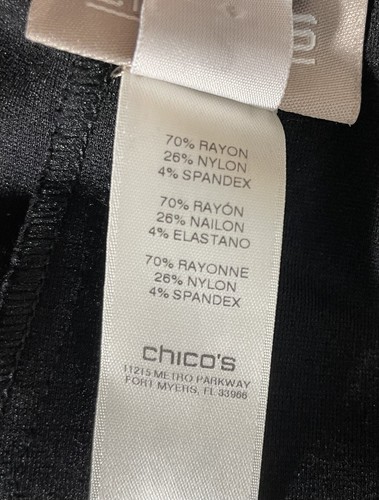 70% RAYON
26% NYLON
4% SPANDEX
70% RAYÓN
26% NAILON
4% ELASTANO
70% RAYONNE
26% NYLON
4% SPANDEX
chico's
11215 METRO PARKWAY
FORT MYERS, FL 33966